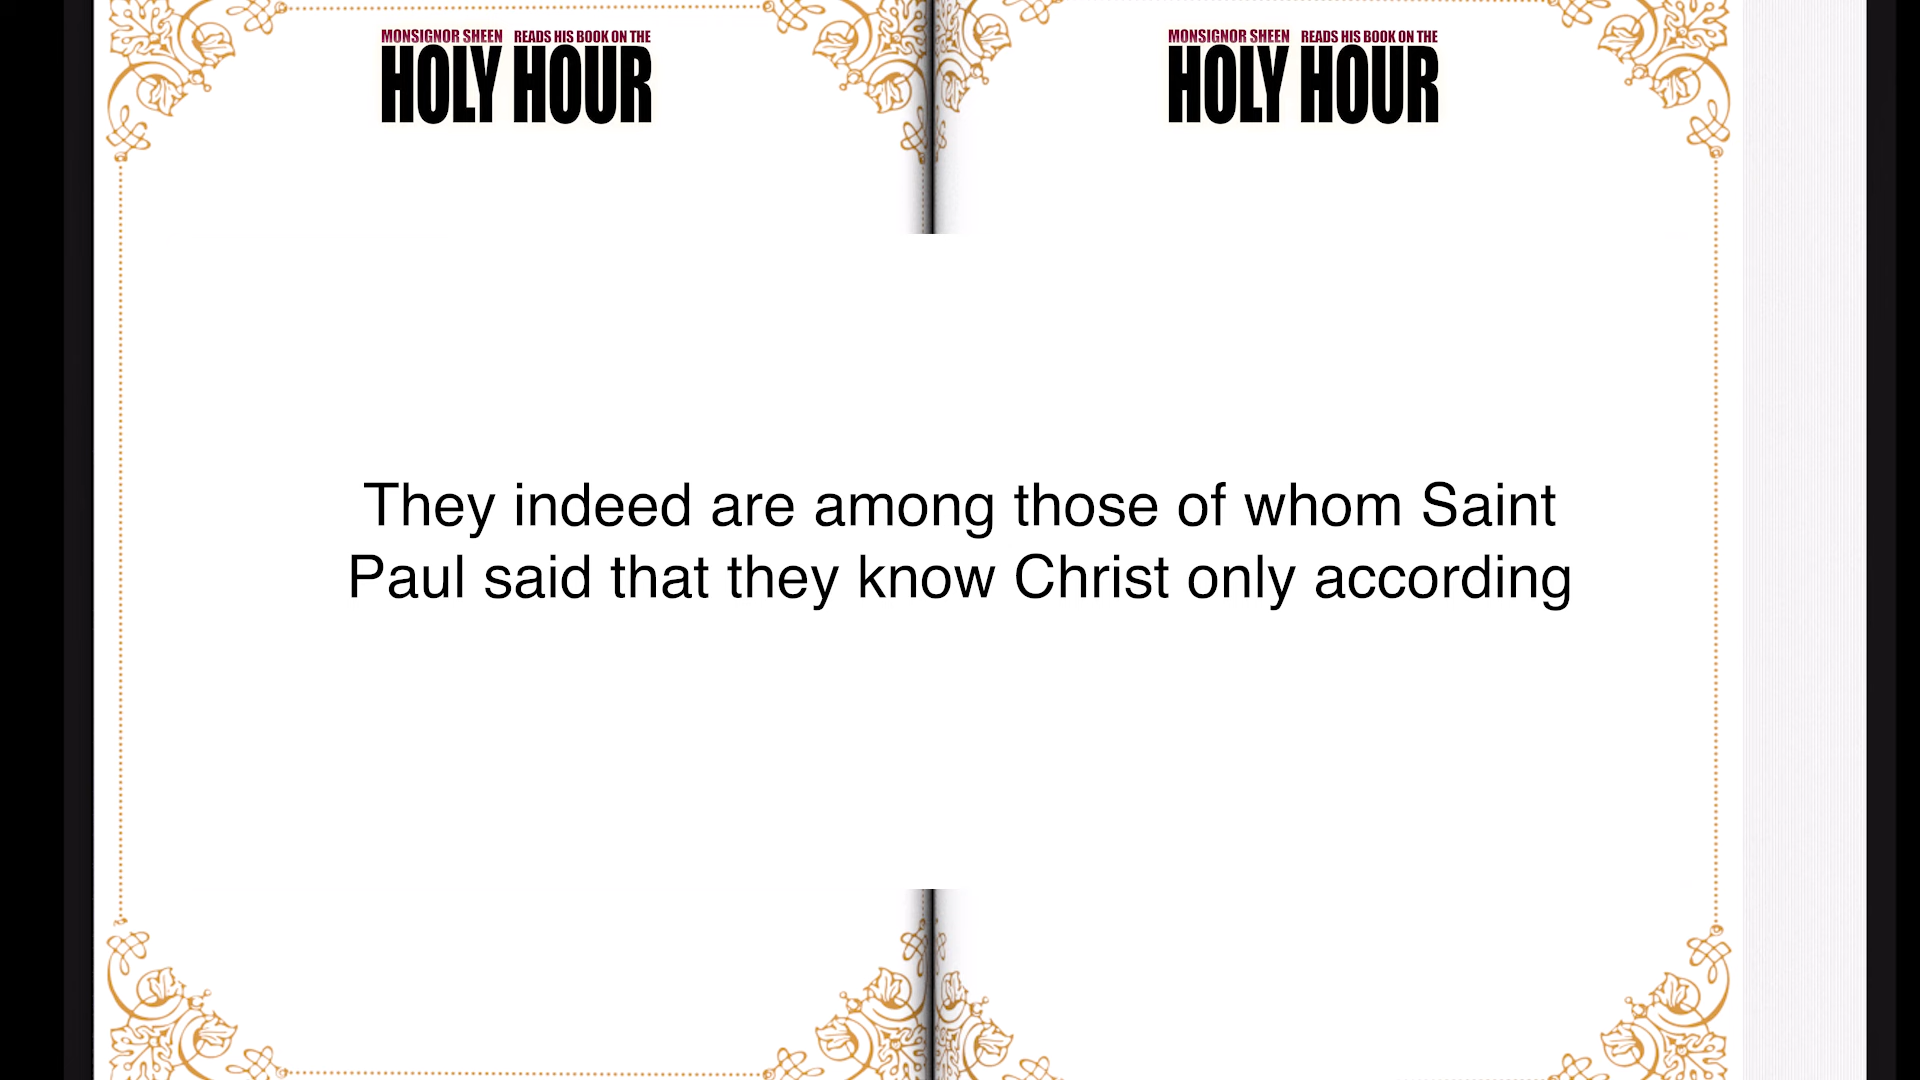 MONSIGNOR SHEEN READS HIS BOOK ON THE
HOLY HOUR
MONSIGNOR SHEEN READS HIS BOOK ON THE
HOLY HOUR
They indeed are among those of whom Saint
Paul said that they know Christ only according